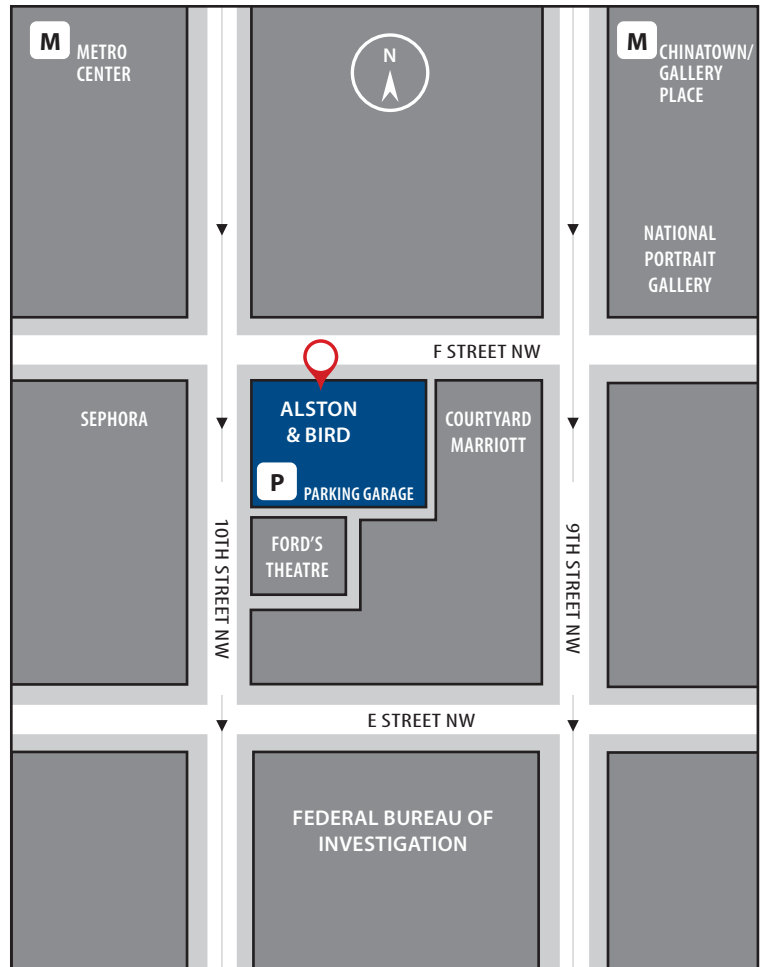 M
METRO
CENTER
N
M
CHINATOWN/
GALLERY
PLACE
NATIONAL
PORTRAIT
GALLERY
F STREET NW
SEPHORA
ALSTON
& BIRD
P
PARKING GARAGE
COURTYARD
MARRIOTT
FORD'S
THEATRE
10TH STREET NW
9TH STREET NW
E STREET NW
FEDERAL BUREAU OF
INVESTIGATION